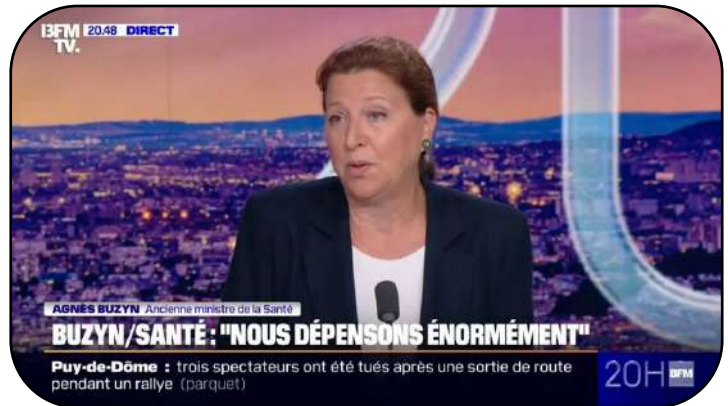 BFM
TV.
20.48 DIRECT
AGNÈS BUZYN Ancienne ministre de la Santé
BUZYN/SANTÉ : "NOUS DÉPENSONS ÉNORMÉMENT"
Puy-de-Dôme : trois spectateurs ont été tués après une sortie de route
pendant un rallye (parquet)
20H BFM